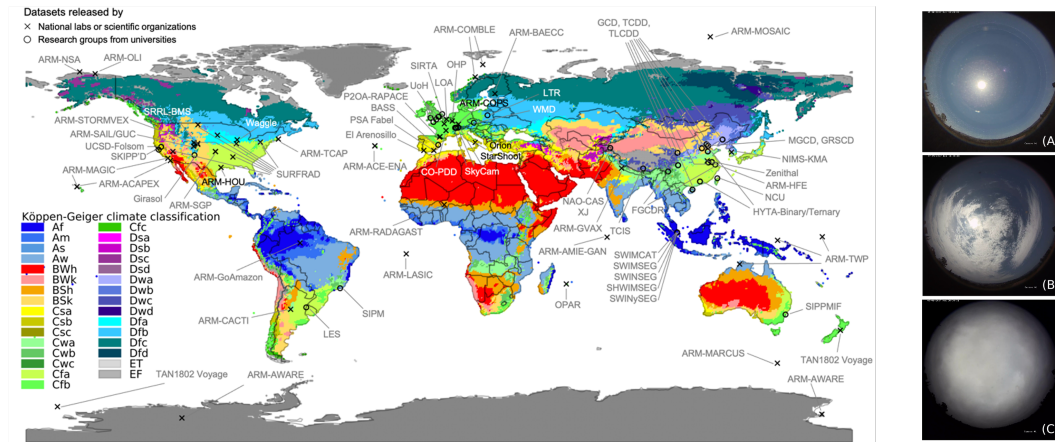 Datasets released by
× National labs or scientific organizations
○ Research groups from universities
ARM-NSA
ARM-OLI
ARM-COMBLE
ARM-BAECC
GCD, TCDD,
TLCDD
ARM-MOSAIC
SIRTA
OHP
UoH
LOA
P2OA-RAPACE
BASS
PSA Fabel
El Arenosillo
ARM-COPS
LTR
WMD
SRRL-BMS
Waggle
ARM-STORMVEX
ARM-SAIL/GUC
UCSD-Folsom
SKIPP'D
ARM-MAGIC
ARM-ACAPEX
Girasol
ARM-SGP
ARM-HOU
SURFRAD
ARM-TCAP
ARM-ACE-ENA
Orion
StarShoot
CO-PDD
SkyCam
MGCD, GRSCD
NIMS-KMA
Zenithal
ARM-HFE
NCU
HYTA-Binary/Ternary
NAO-CAS
XJ
FGCDR
ARM-GVAX
TCIS
ARM-AMIE-GAN
ARM-RADAGAST
ARM-LASIC
SWIMCAT
SWIMSEG
SWINSEG
SHWIMSEG
SWINySEG
ARM-TWP
ARM-GoAmazon
ARM-CACTI
SIPM
LES
OPAR
SIPPMIF
ARM-MARCUS
TAN1802 Voyage
ARM-AWARE
TAN1802 Voyage
ARM-AWARE
Köppen-Geiger climate classification
Af
Am
As
Aw
BWh
BWk
BSh
BSk
Csa
Csb
Csc
Cwa
Cwb
Cwc
Cfa
Cfb
Cfc
Dsa
Dsb
Dsc
Dsd
Dwa
Dwb
Dwc
Dwd
Dfa
Dfb
Dfc
Dfd
ET
EF
(A)
(B)
(C)